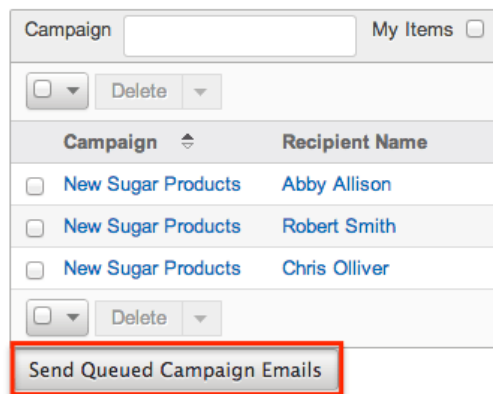 Campaign My Items
Delete
Campaign Recipient Name
New Sugar Products Abby Allison
New Sugar Products Robert Smith
New Sugar Products Chris Olliver
Delete
Send Queued Campaign Emails